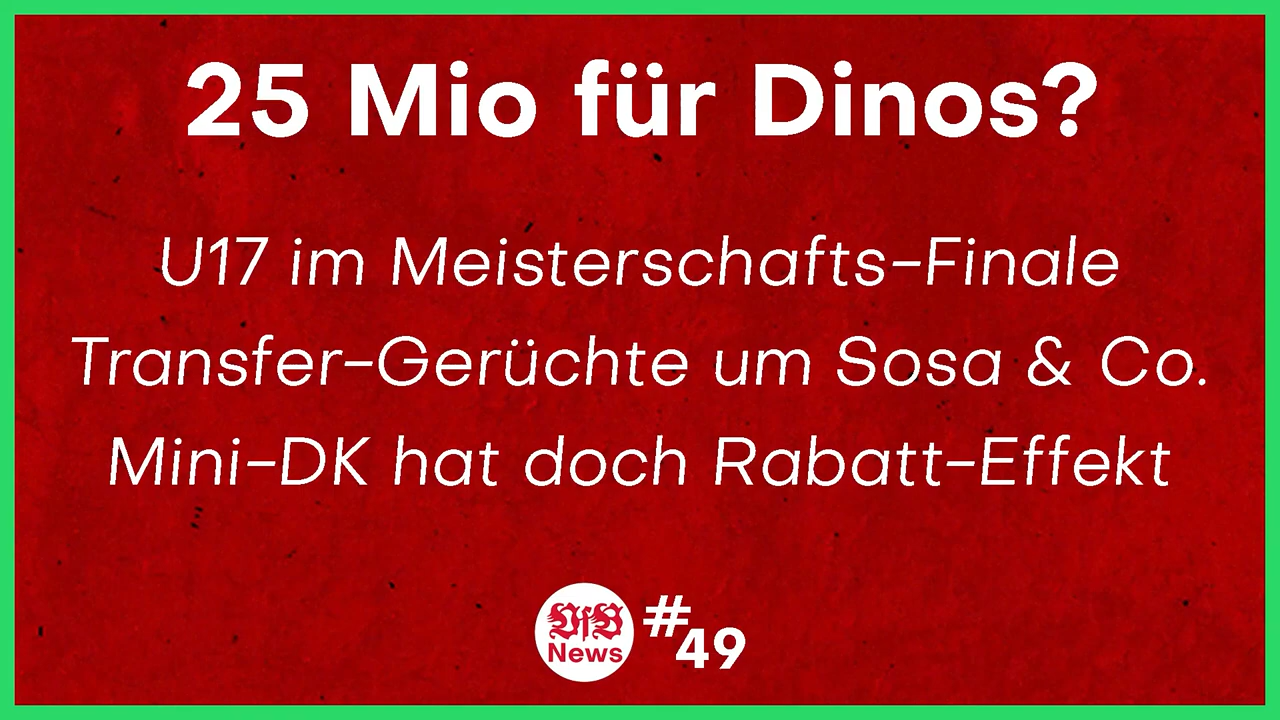 25 Mio für Dinos?
U17 im Meisterschafts-Finale
Transfer-Gerüchte um Sosa & Co.
Mini-DK hat doch Rabatt-Effekt
VfB
News
#49